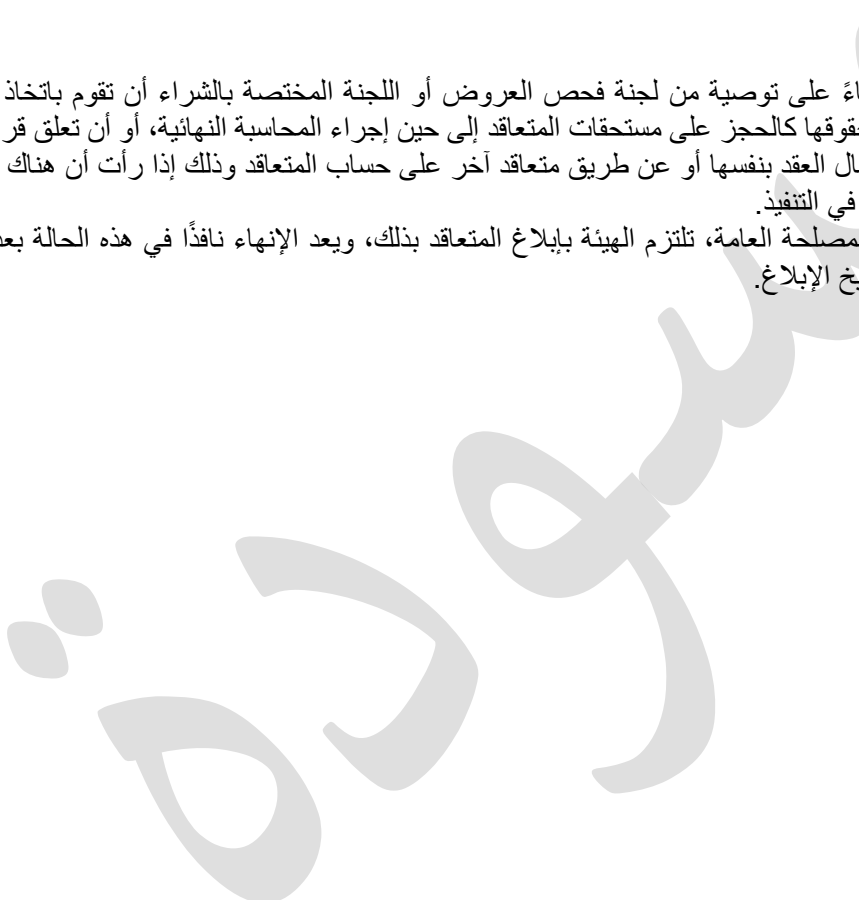 اءً على توصية من لجنة فحص العروض أو اللجنة المختصة بالشراء أن تقوم باتخاذ
قوقها كالحجز على مستحقات المتعاقد إلى حين إجراء المحاسبة النهائية، أو أن تعلق قر
ال العقد بنفسها أو عن طريق متعاقد آخر على حساب المتعاقد وذلك إذا رأت أن هناك
في التنفيذ.
لمصلحة العامة، تلتزم الهيئة بإبلاغ المتعاقد بذلك، ويعد الإنهاء نافذًا في هذه الحالة بعد
يخ الإبلاغ.
سودة